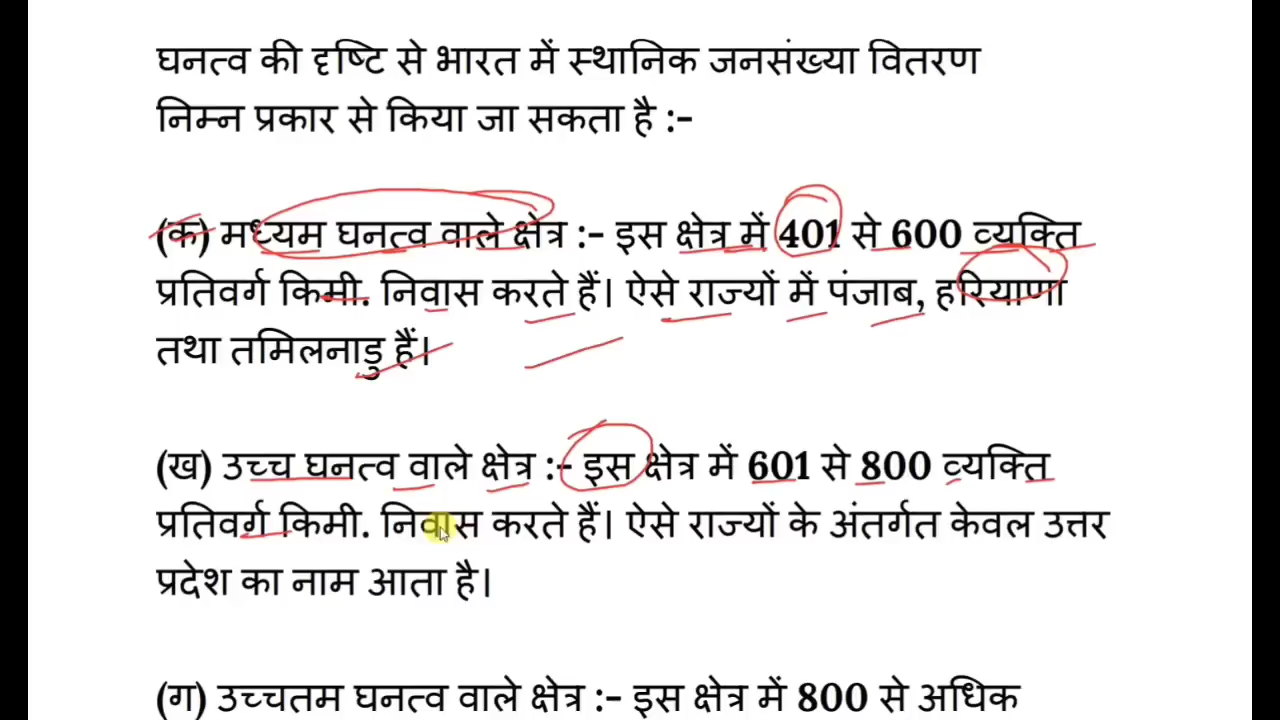 घनत्व की दृष्टि से भारत में स्थानिक जनसंख्या वितरण
निम्न प्रकार से किया जा सकता है :-
(क) मध्यम घनत्व वाले क्षेत्र :- इस क्षेत्र में 401 से 600 व्यक्ति
प्रतिवर्ग किमी. निवास करते हैं। ऐसे राज्यों में पंजाब, हरियाणा
तथा तमिलनाडु हैं।
(ख) उच्च घनत्व वाले क्षेत्र :- इस क्षेत्र में 601 से 800 व्यक्ति
प्रतिवर्ग किमी. निवास करते हैं। ऐसे राज्यों के अंतर्गत केवल उत्तर
प्रदेश का नाम आता है।
(ग) उच्चतम घनत्व वाले क्षेत्र :- इस क्षेत्र में 800 से अधिक